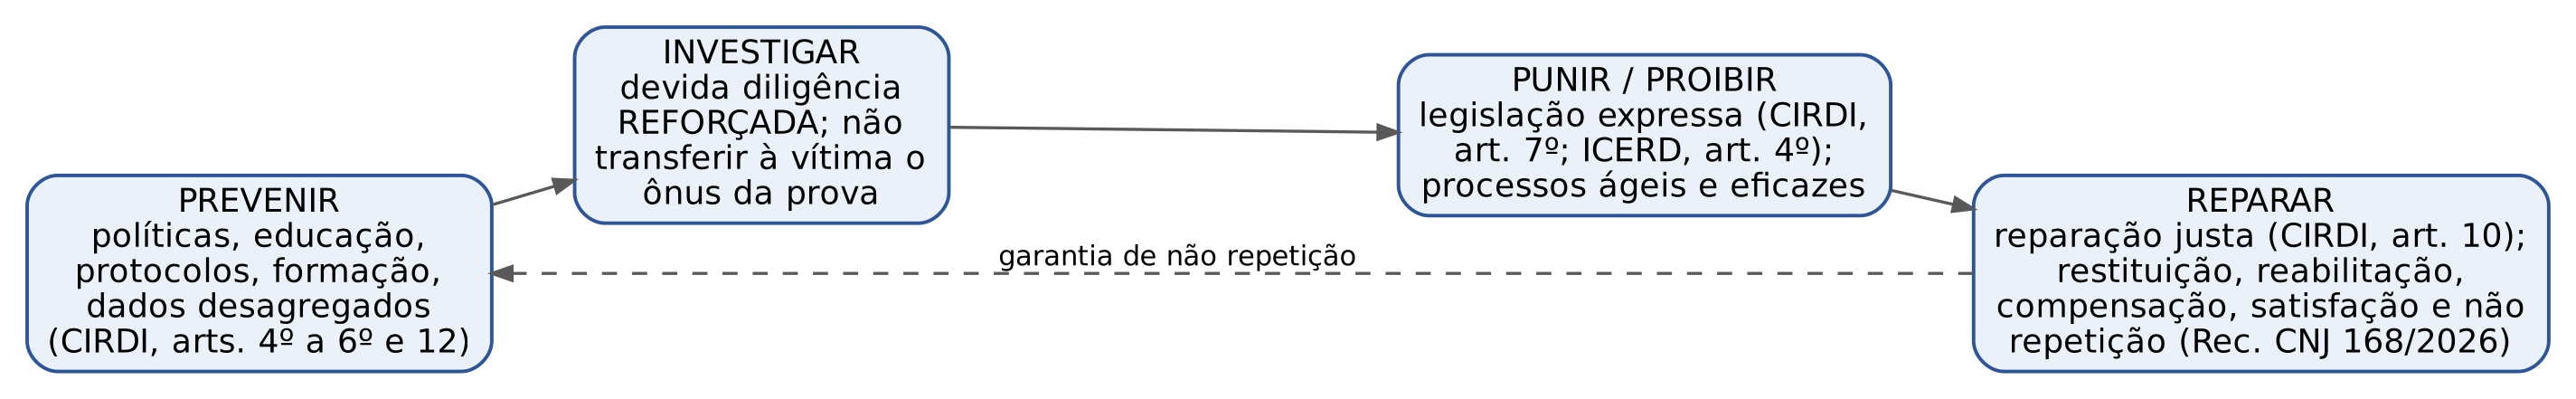 PREVENIR
políticas, educação,
protocolos, formação,
dados desagregados
(CIRDI, arts. 4º a 6º e 12)
INVESTIGAR
devida diligência
REFORÇADA; não
transferir à vítima o
ônus da prova
PUNIR / PROIBIR
legislação expressa (CIRDI,
art. 7º; ICERD, art. 4º);
processos ágeis e eficazes
REPARAR
reparação justa (CIRDI, art. 10);
restituição, reabilitação,
compensação, satisfação e não
repetição (Rec. CNJ 168/2026)
garantia de não repetição